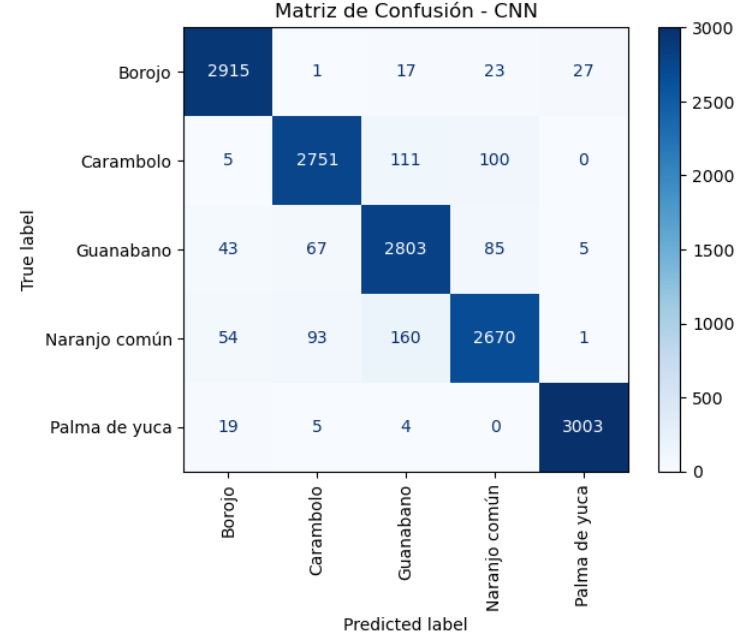 Matriz de Confusión - CNN
True label
Borojo 2915 1 17 23 27
Carambolo 5 2751 111 100 0
Guanabano 43 67 2803 85 5
Naranjo común 54 93 160 2670 1
Palma de yuca 19 5 4 0 3003
Borojo
Carambolo
Guanabano
Naranjo común
Palma de yuca
Predicted label
3000
2500
2000
1500
1000
500
0